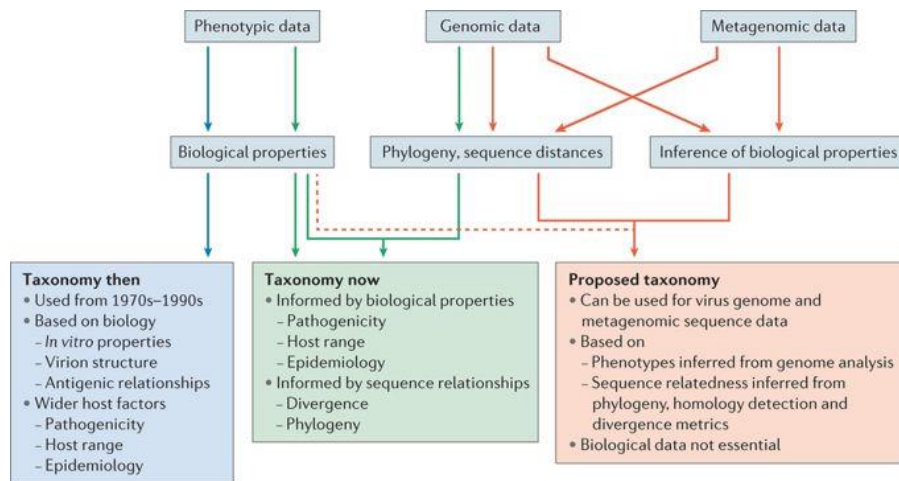 Phenotypic data
Genomic data
Metagenomic data
Biological properties
Phylogeny, sequence distances
Inference of biological properties
Taxonomy then
• Used from 1970s–1990s
• Based on biology
– In vitro properties
– Virion structure
– Antigenic relationships
• Wider host factors
– Pathogenicity
– Host range
– Epidemiology
Taxonomy now
• Informed by biological properties
– Pathogenicity
– Host range
– Epidemiology
• Informed by sequence relationships
– Divergence
– Phylogeny
Proposed taxonomy
• Can be used for virus genome and
metagenomic sequence data
• Based on
– Phenotypes inferred from genome analysis
– Sequence relatedness inferred from
phylogeny, homology detection and
divergence metrics
• Biological data not essential